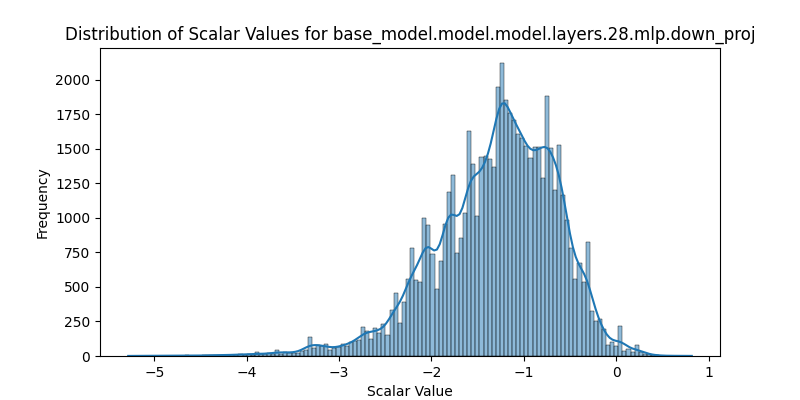 Distribution of Scalar Values for base_model.model.model.layers.28.mlp.down_proj
2000
1750
1500
1250
1000
750
500
250
0
Frequency
−5 −4 −3 −2 −1 0 1
Scalar Value